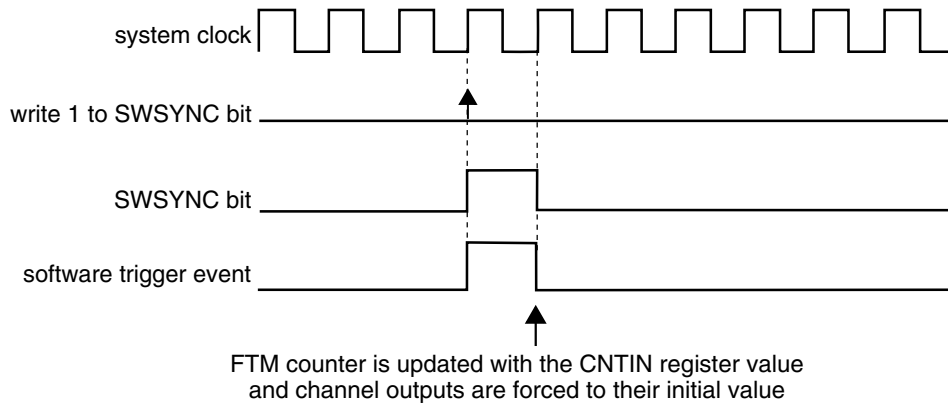 system clock
write 1 to SWSYNC bit
SWSYNC bit
software trigger event
FTM counter is updated with the CNTIN register value
and channel outputs are forced to their initial value